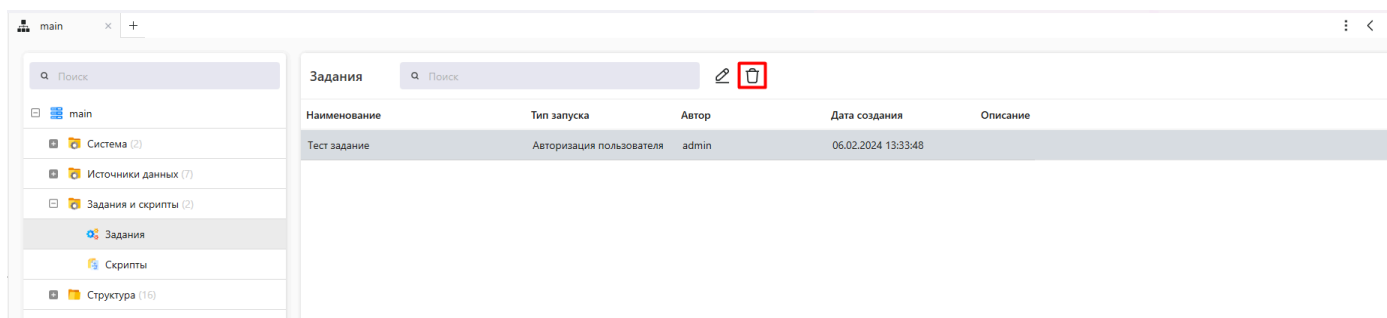 main
Поиск
main
Система (2)
Источники данных (7)
Задания и скрипты (2)
Задания
Скрипты
Структура (16)
Задания Поиск
Наименование Тип запуска Автор Дата создания Описание
Тест задание Авторизация пользователя admin 06.02.2024 13:33:48